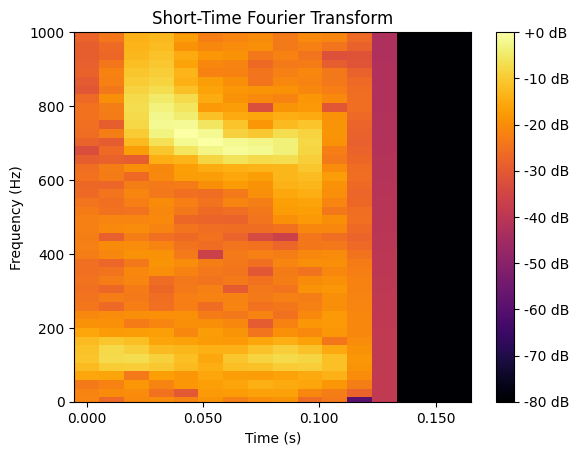 Short-Time Fourier Transform
1000
800
600
400
200
0
Frequency (Hz)
0.000
0.050
0.100
0.150
Time (s)
+0 dB
-10 dB
-20 dB
-30 dB
-40 dB
-50 dB
-60 dB
-70 dB
-80 dB